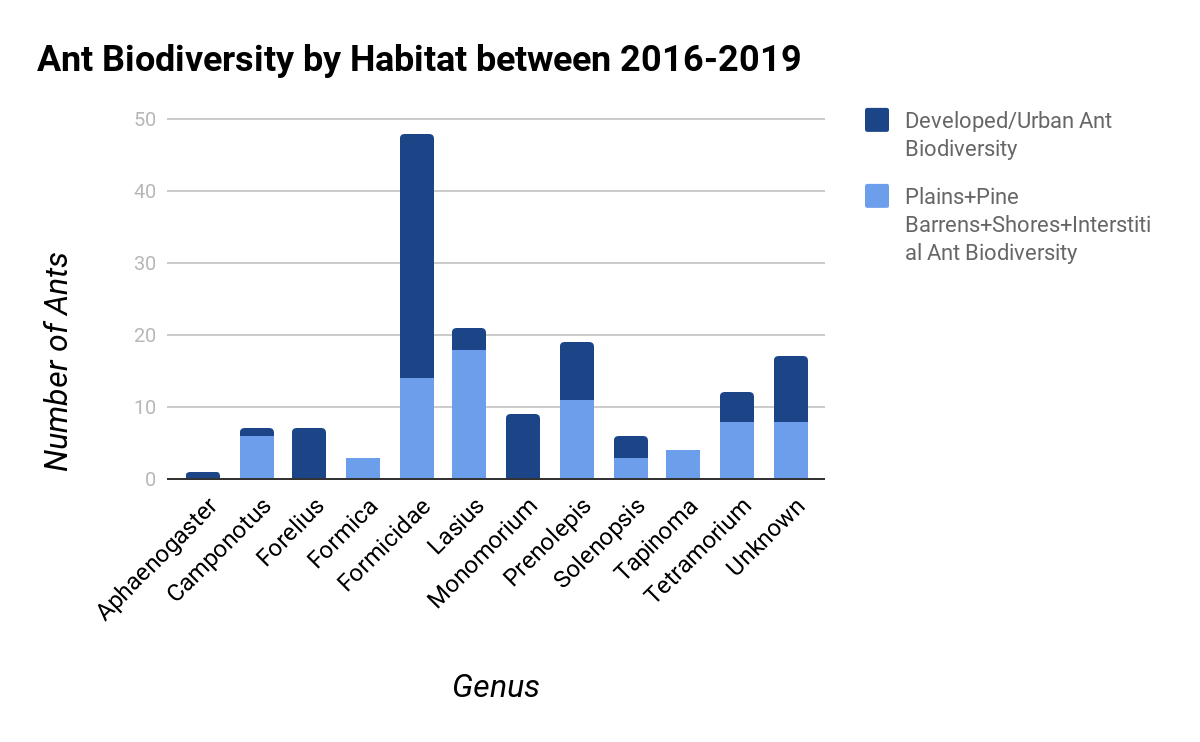 Ant Biodiversity by Habitat between 2016-2019
Developed/Urban Ant
Biodiversity
Plains+Pine
Barrens+Shores+Interstiti
al Ant Biodiversity
Number of Ants
50
40
30
20
10
0
Aphaenogaster
Camponotus
Forelius
Formica
Formicidae
Lasius
Monomorium
Prenolepis
Solenopsis
Tapinoma
Tetramorium
Unknown
Genus